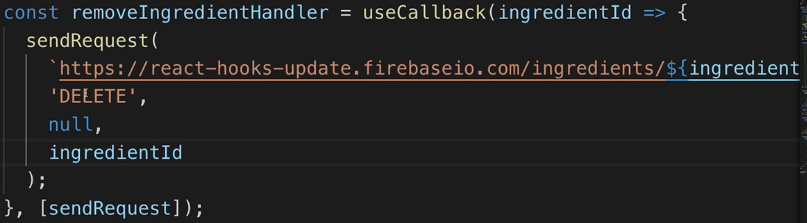 const removeIngredientHandler = useCallback(ingredientId => {
sendRequest(
`https://react-hooks-update.firebaseio.com/ingredients/${ingredient
'DELETE',
null,
ingredientId
);
}, [sendRequest]);